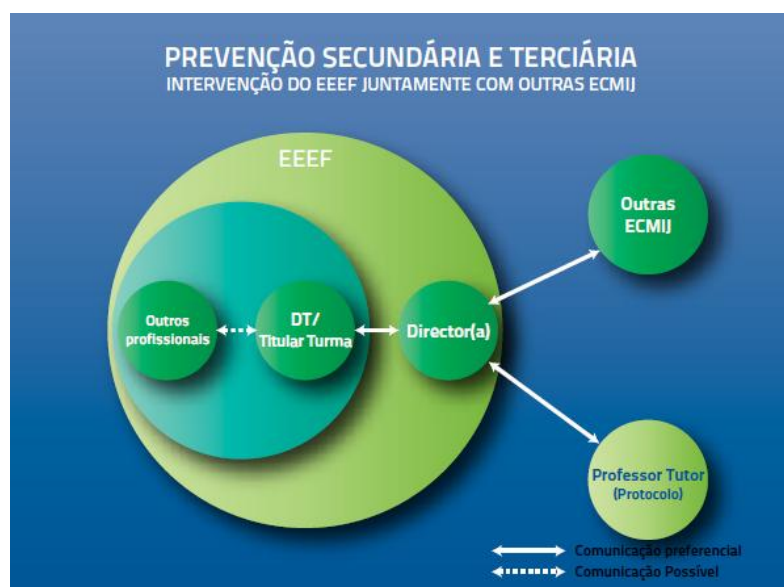 PREVENÇÃO SECUNDÁRIA E TERCIÁRIA
INTERVENÇÃO DO EEEF JUNTAMENTE COM OUTRAS ECMIJ
EEEF
Outras
ECMIJ
Outros
profissionais
DT/
Titular Turma
Director(a)
Professor Tutor
(Protocolo)
Comunicação preferencial
Comunicação Possível